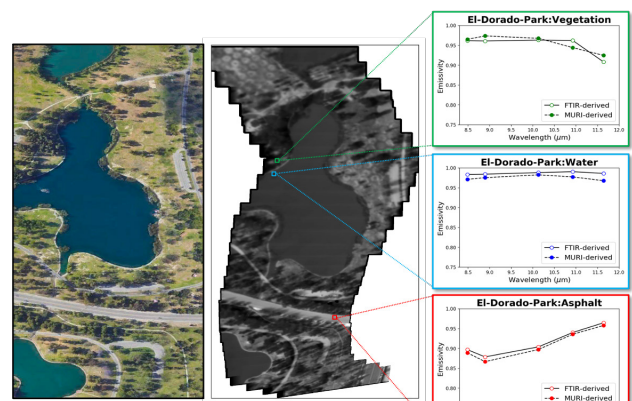 El-Dorado-Park:Vegetation
1.00
0.95
0.90
0.85
0.80
0.75
Emissivity
FTIR-derived
MURI-derived
8.5 9.0 9.5 10.0 10.5 11.0 11.5 12.0
Wavelength (μm)
El-Dorado-Park:Water
1.00
0.95
0.90
0.85
0.80
0.75
Emissivity
FTIR-derived
MURI-derived
8.5 9.0 9.5 10.0 10.5 11.0 11.5 12.0
Wavelength (μm)
El-Dorado-Park:Asphalt
1.00
0.95
0.90
0.85
0.80
Emissivity
FTIR-derived
MURI-derived